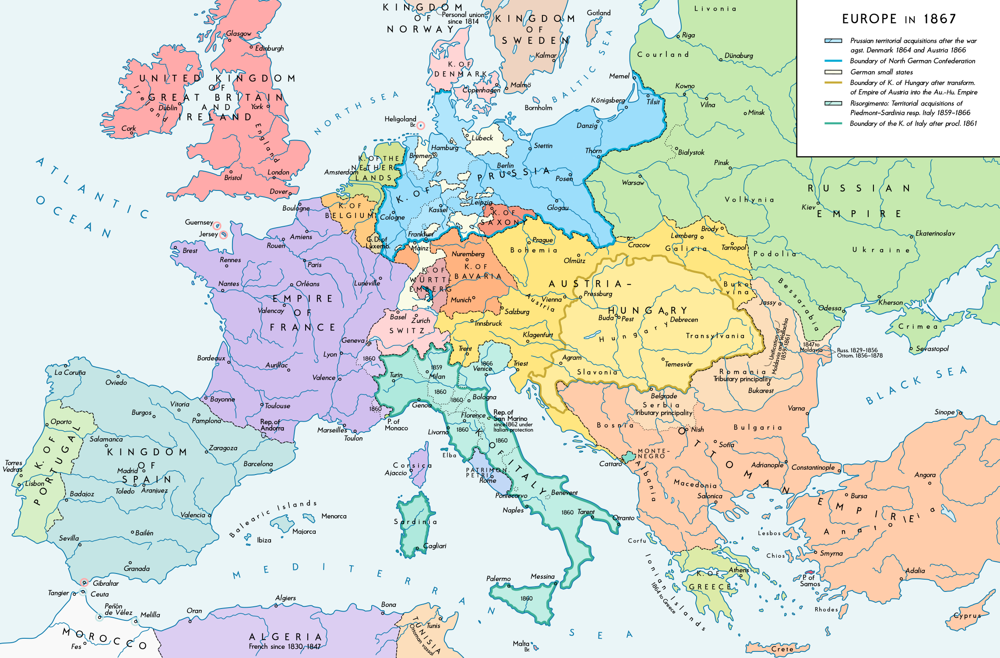 EUROPE IN 1867
Prussian territorial acquisitions after the war
agst. Denmark 1864 and Austria 1866
Boundary of North German Confederation
German small states
Boundary of K. of Hungary after transform.
of Empire of Austria into the Au.-Hu. Empire
Risorgimento: Territorial acquisitions of
Piedmont-Sardinia resp. Italy 1859-1866
Boundary of the K. of Italy after procl. 1861
KINGDOM
OF
NORWAY
Personal union
since 1814
KINGDOM
OF
SWEDEN
Gotland
Kalmar
Malmö
Bornholm
BALTIC SEA
NORTH SEA
ATLANTIC
OCEAN
Glasgow
Edinburgh
UNITED KINGDOM
OF
GREAT BRITAIN
AND
IRELAND
Ireland
England
Dublin
Cork
York
Bristol
London
Dover
Guernsey
Jersey
Heligoland
Br.
K. OF
DENMARK
Copenhagen
Livonia
Riga
Courland
Dünaburg
Memel
Kowno
Königsberg
Tilsit
Vilna
Minsk
Danzig
Thorn
Bialystok
Pinsk
Warsaw
Volhynia
RUSSIAN
EMPIRE
Kiev
Ekaterinoslav
Ukraine
Podolia
Bessarabia
Odessa
Kherson
Crimea
Sevastopol
Lübeck
Hamburg
Bremen
Stettin
Berlin
K. OF PRUSSIA
Posen
Glogau
Leipzig
Kassel
Cologne
K. OF
SAXONY
Frankfurt
Mainz
K. OF THE
NETHER-
LANDS
Amsterdam
K. OF
BELGIUM
G.D. of
Luxemb.
Nuremberg
K. OF
BAVARIA
Munich
K. OF
WÜRTT-
EMBERG
Boulogne
Amiens
Rouen
Brest
Rennes
Paris
Nantes
Orléans
Lunéville
EMPIRE
OF
FRANCE
Valencay
Bordeaux
Aurillac
Lyon
Valence
1860
Bayonne
Toulouse
Marseilles
Toulon
1860
P. of
Monaco
Rep. of
Andorra
Basel
Zurich
SWITZ.
Geneva
AUSTRIA-
HUNGARY
Prague
Bohemia
Olmütz
Cracow
Lemberg
Brody
Galicia
Tarnopol
Buko
vina
Vienna
Pressburg
Austria
Salzburg
Innsbruck
Klagenfurt
Trent
Triest
Buda
Pest
Debrecen
Hungary
Transylvania
Temesvár
Agram
Slavonia
Cattaro
Turin
1859
Milan
1866
Venice
1860
1860
Bologna
Genoa
Florence
Rep. of
San Marino
since 1862 under
Italian protection
Livorno
1860
1860
K. OF ITALY
Elba
PATRIMON.
PETRI
Rome
Pontecorvo
Benevent
Naples
1860
Tarent
Otranto
Palermo
Messina
1860
Corsica
Ajaccio
Sardinia
Cagliari
Malta
Br.
La Coruña
Oviedo
Vitoria
Burgos
Pamplona
Oporto
K. OF
PORTUGAL
Salamanca
KINGDOM
OF
SPAIN
Zaragoza
Barcelona
Madrid
Toledo
Aranjuez
Torres
Vedras
Lisbon
Badajoz
Valencia
Balearic Islands
Menorca
Majorca
Ibiza
Bailén
Sevilla
Granada
Gibraltar
Tangier
Ceuta
Peñón
de Vélez
Melilla
MOROCCO
Fes
Oran
Algiers
Bona
ALGERIA
French since 1830, 1847
TUNISIA
Ottoman vassal
Tunis
MEDITERRANEAN SEA
Jassy
Unification of
Moldavia and Wallachia
1859-1861
1847 to
Moldavia
Russ. 1829-1856
Ottom. 1856-1878
Romania
Tributary principality
Bukarest
Belgrade
Serbia
Tributary principality
Bosnia
Nish
Bulgaria
Varna
Sofia
OTTOMAN
EMPIRE
MONTE-
NEGRO
Albania
Macedonia
Salonica
Adrianople
Constantinople
BLACK SEA
Sinope
Angora
Bursa
Anatolia
Lesbos
Smyrna
Chios
P. of
Samos
Adalia
Rhodes
Cyprus
Crete
Corfu
Ionian Islands
1864 to Greece
K. OF
GREECE
Athens